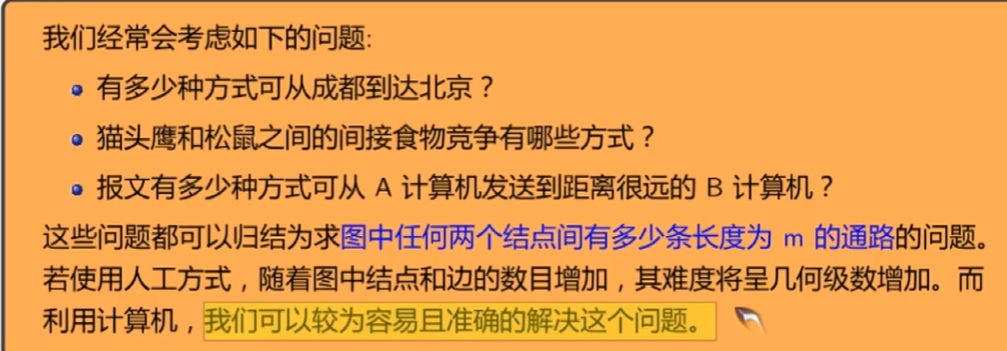 我们经常会考虑如下的问题:
有多少种方式可从成都到达北京？
猫头鹰和松鼠之间的间接食物竞争有哪些方式？
报文有多少种方式可从 A 计算机发送到距离很远的 B 计算机？
这些问题都可以归结为求图中任何两个结点间有多少条长度为 m 的通路的问题。
若使用人工方式，随着图中结点和边的数目增加，其难度将呈几何级数增加。而
利用计算机，我们可以较为容易且准确的解决这个问题。